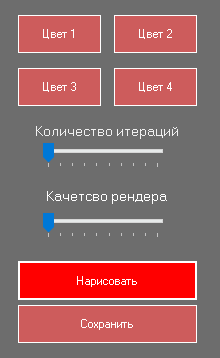 Цвет 1
Цвет 2
Цвет 3
Цвет 4
Количество итераций
Качетсво рендера
Нарисовать
Сохранить